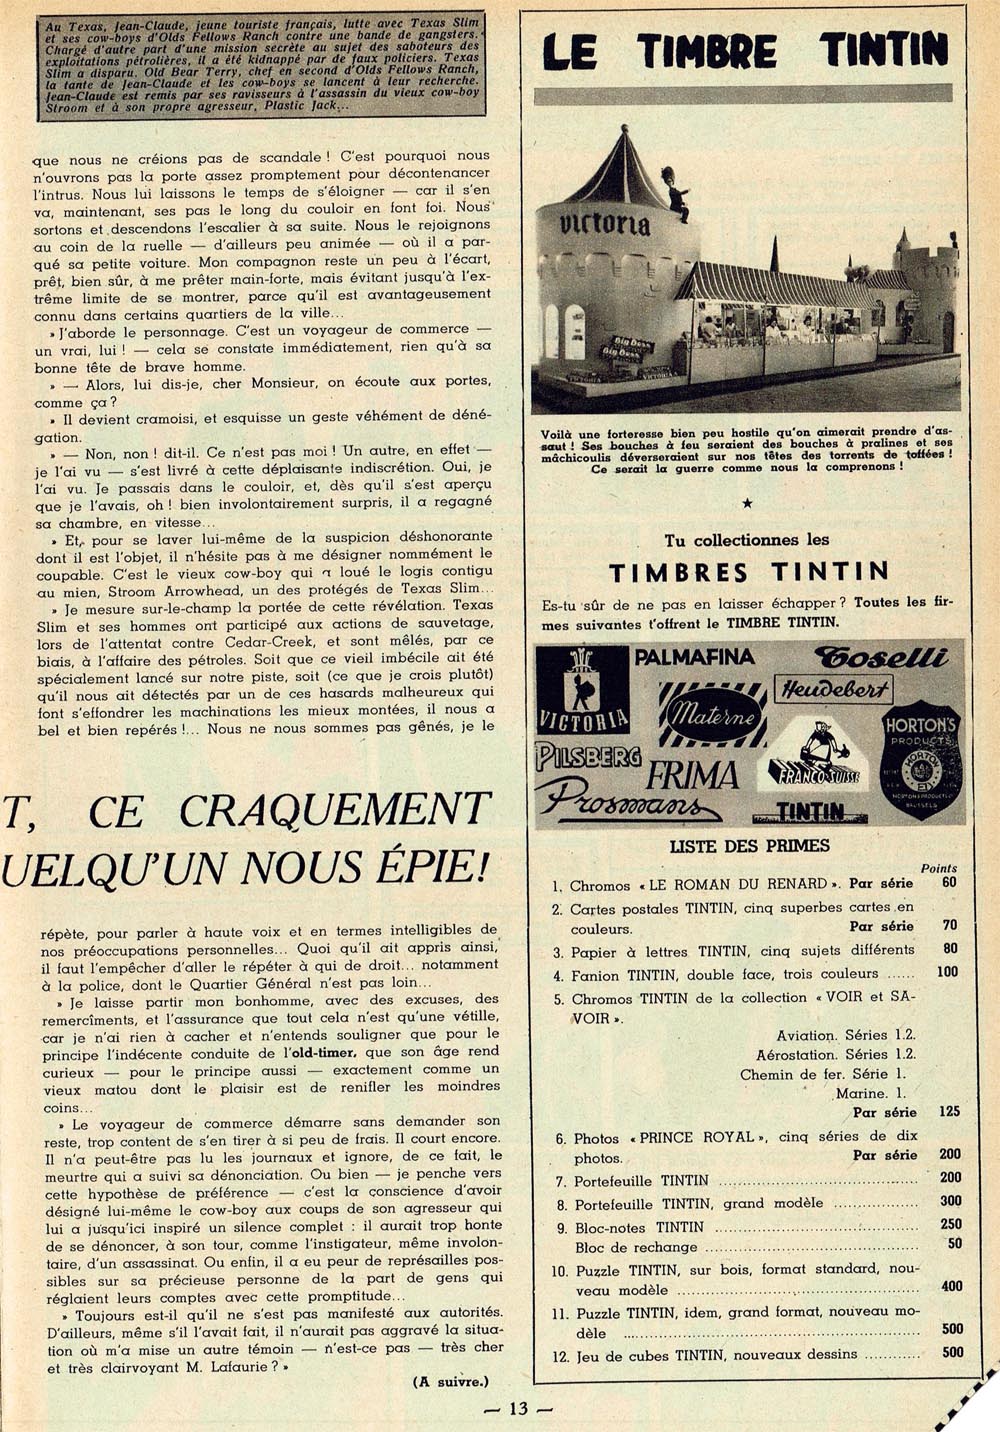 Au Texas, Jean-Claude, jeune touriste français, lutte avec Texas Slim
et ses cow-boys d'Olds Fellows Ranch contre une bande de gangsters.
Chargé d'autre part d'une mission secrète au sujet des saboteurs des
exploitations pétrolières, il a été kidnappé par de faux policiers. Texas
Slim a disparu. Old Bear Terry, chef en second d'Olds Fellows Ranch,
la tante de Jean-Claude et les cow-boys se lancent à leur recherche.
Jean-Claude est remis par ses ravisseurs à l'assassin du vieux cow-boy
Stroom et à son propre agresseur, Plastic Jack...
que nous ne créions pas de scandale ! C'est pourquoi nous
n'ouvrons pas la porte assez promptement pour décontenancer
l'intrus. Nous lui laissons le temps de s'éloigner — car il s'en
va, maintenant, ses pas le long du couloir en font foi. Nous
sortons et descendons l'escalier à sa suite. Nous le rejoignons
au coin de la ruelle — d'ailleurs peu animée — où il a par-
qué sa petite voiture. Mon compagnon reste un peu à l'écart,
prêt, bien sûr, à me prêter main-forte, mais évitant jusqu'à l'ex-
trême limite de se montrer, parce qu'il est avantageusement
connu dans certains quartiers de la ville...
» J'aborde le personnage. C'est un voyageur de commerce —
un vrai, lui ! — cela se constate immédiatement, rien qu'à sa
bonne tête de brave homme.
» — Alors, lui dis-je, cher Monsieur, on écoute aux portes,
comme ça ?
» Il devient cramoisi, et esquisse un geste véhément de déné-
gation.
» — Non, non ! dit-il. Ce n'est pas moi ! Un autre, en effet —
je l'ai vu — s'est livré à cette déplaisante indiscrétion. Oui, je
l'ai vu. Je passais dans le couloir, et, dès qu'il s'est aperçu
que je l'avais, oh ! bien involontairement surpris, il a regagné
sa chambre, en vitesse...
» Et, pour se laver lui-même de la suspicion déshonorante
dont il est l'objet, il n'hésite pas à me désigner nommément le
coupable. C'est le vieux cow-boy qui a loué le logis contigu
au mien, Stroom Arrowhead, un des protégés de Texas Slim...
» Je mesure sur-le-champ la portée de cette révélation. Texas
Slim et ses hommes ont participé aux actions de sauvetage,
lors de l'attentat contre Cedar-Creek, et sont mêlés, par ce
biais, à l'affaire des pétroles. Soit que ce vieil imbécile ait été
spécialement lancé sur notre piste, soit (ce que je crois plutôt)
qu'il nous ait détectés par un de ces hasards malheureux qui
font s'effondrer les machinations les mieux montées, il nous a
bel et bien repérés !... Nous ne nous sommes pas gênés, je le
T, CE CRAQUEMENT
UELQU'UN NOUS ÉPIE!
répète, pour parler à haute voix et en termes intelligibles de
nos préoccupations personnelles... Quoi qu'il ait appris ainsi,
il faut l'empêcher d'aller le répéter à qui de droit... notamment
à la police, dont le Quartier Général n'est pas loin...
» Je laisse partir mon bonhomme, avec des excuses, des
remercîments, et l'assurance que tout cela n'est qu'une vétille,
car je n'ai rien à cacher et n'entends souligner que pour le
principe l'indécente conduite de l'old-timer, que son âge rend
curieux — pour le principe aussi — exactement comme un
vieux matou dont le plaisir est de renifler les moindres
coins...
» Le voyageur de commerce démarre sans demander son
reste, trop content de s'en tirer à si peu de frais. Il court encore.
Il n'a peut-être pas lu les journaux et ignore, de ce fait, le
meurtre qui a suivi sa dénonciation. Ou bien — je penche vers
cette hypothèse de préférence — c'est la conscience d'avoir
désigné lui-même le cow-boy aux coups de son agresseur qui
lui a jusqu'ici inspiré un silence complet : il aurait trop honte
de se dénoncer, à son tour, comme l'instigateur, même involon-
taire, d'un assassinat. Ou enfin, il a eu peur de représailles pos-
sibles sur sa précieuse personne de la part de gens qui
réglaient leurs comptes avec cette promptitude...
» Toujours est-il qu'il ne s'est pas manifesté aux autorités.
D'ailleurs, même s'il l'avait fait, il n'aurait pas aggravé la situa-
tion où m'a mise un autre témoin — n'est-ce pas — très cher
et très clairvoyant M. Lafaurie ? »
(A suivre.)
LE TIMBRE TINTIN
VICTORIA
Big Boss
Big Boss
VICTORIA
VICTORIA
Voilà une forteresse bien peu hostile qu'on aimerait prendre d'as-
saut ! Ses bouches à feu seraient des bouches à pralines et ses
mâchicoulis déverseraient sur nos têtes des torrents de toffées !
Ce serait la guerre comme nous la comprenons !
★
Tu collectionnes les
TIMBRES TINTIN
Es-tu sûr de ne pas en laisser échapper ? Toutes les fir-
mes suivantes t'offrent le TIMBRE TINTIN.
VICTORIA
PALMAFINA
Toselli
Heudebert
Materne
HORTON'S
PRODUCTS
HORTON
HORTON'S PRODUCTS
BRUSSELS
PILSBERG
FRIMA
FRANCO-SUISSE
Prosmans
TINTIN
LISTE DES PRIMES
Points
1. Chromos « LE ROMAN DU RENARD ». Par série 60
2. Cartes postales TINTIN, cinq superbes cartes en
couleurs. Par série 70
3. Papier à lettres TINTIN, cinq sujets différents 80
4. Fanion TINTIN, double face, trois couleurs ...... 100
5. Chromos TINTIN de la collection « VOIR et SA-
VOIR ».
Aviation. Séries 1.2.
Aérostation. Séries 1.2.
Chemin de fer. Série 1.
Marine. 1.
Par série 125
6. Photos « PRINCE ROYAL », cinq séries de dix
photos. Par série 200
7. Portefeuille TINTIN ........ 200
8. Portefeuille TINTIN, grand modèle ........ 300
9. Bloc-notes TINTIN ........ 250
Bloc de rechange ........ 50
10. Puzzle TINTIN, sur bois, format standard, nou-
veau modèle ........ 400
11. Puzzle TINTIN, idem, grand format, nouveau mo-
dèle ........ 500
12. Jeu de cubes TINTIN, nouveaux dessins ........ 500
— 13 —